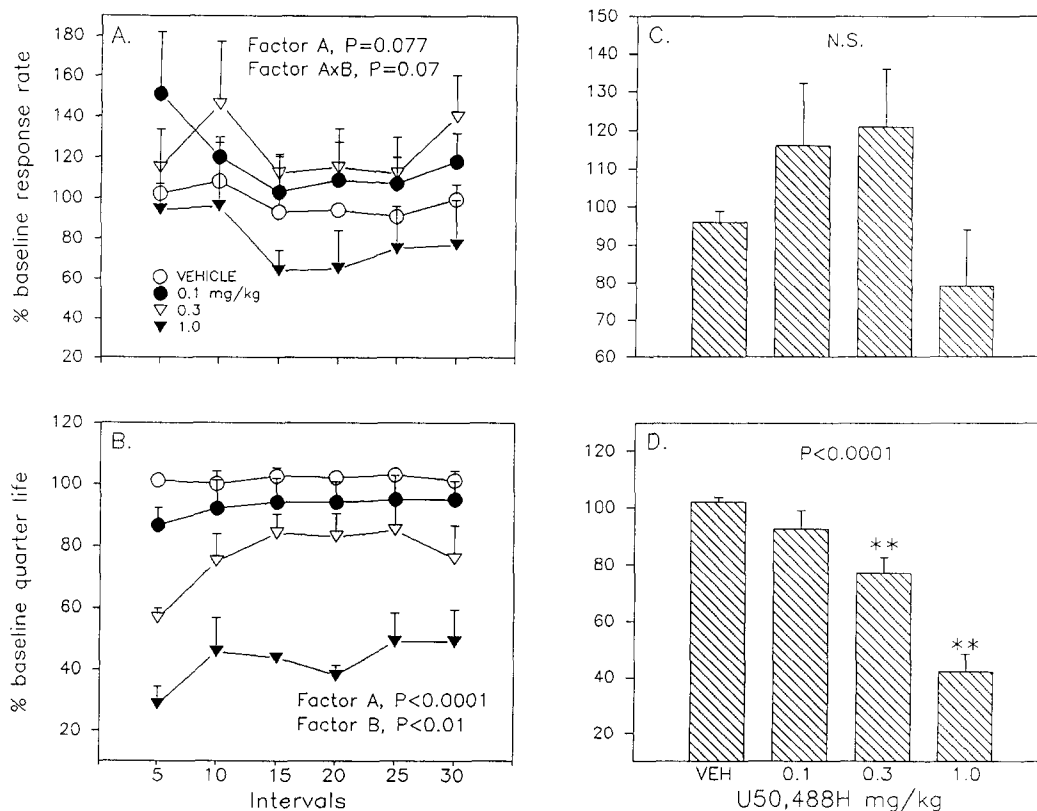 A.
Factor A, P=0.077
Factor AxB, P=0.07
180
160
140
120
100
80
60
40
20
% baseline response rate
VEHICLE
0.1 mg/kg
0.3
1.0
C.
N.S.
150
140
130
120
110
100
90
80
70
60
B.
120
100
80
60
40
20
% baseline quarter life
Factor A, P<0.0001
Factor B, P<0.01
5 10 15 20 25 30
Intervals
D.
P<0.0001
120
100
80
60
40
20
**
**
VEH 0.1 0.3 1.0
U50,488H mg/kg